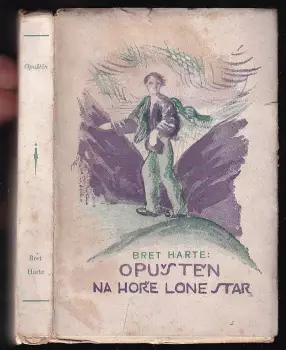 Opuštěn
Bret
Harte
BRET HARTE:
OPUŠTĚN
NA HOŘE LONE STAR